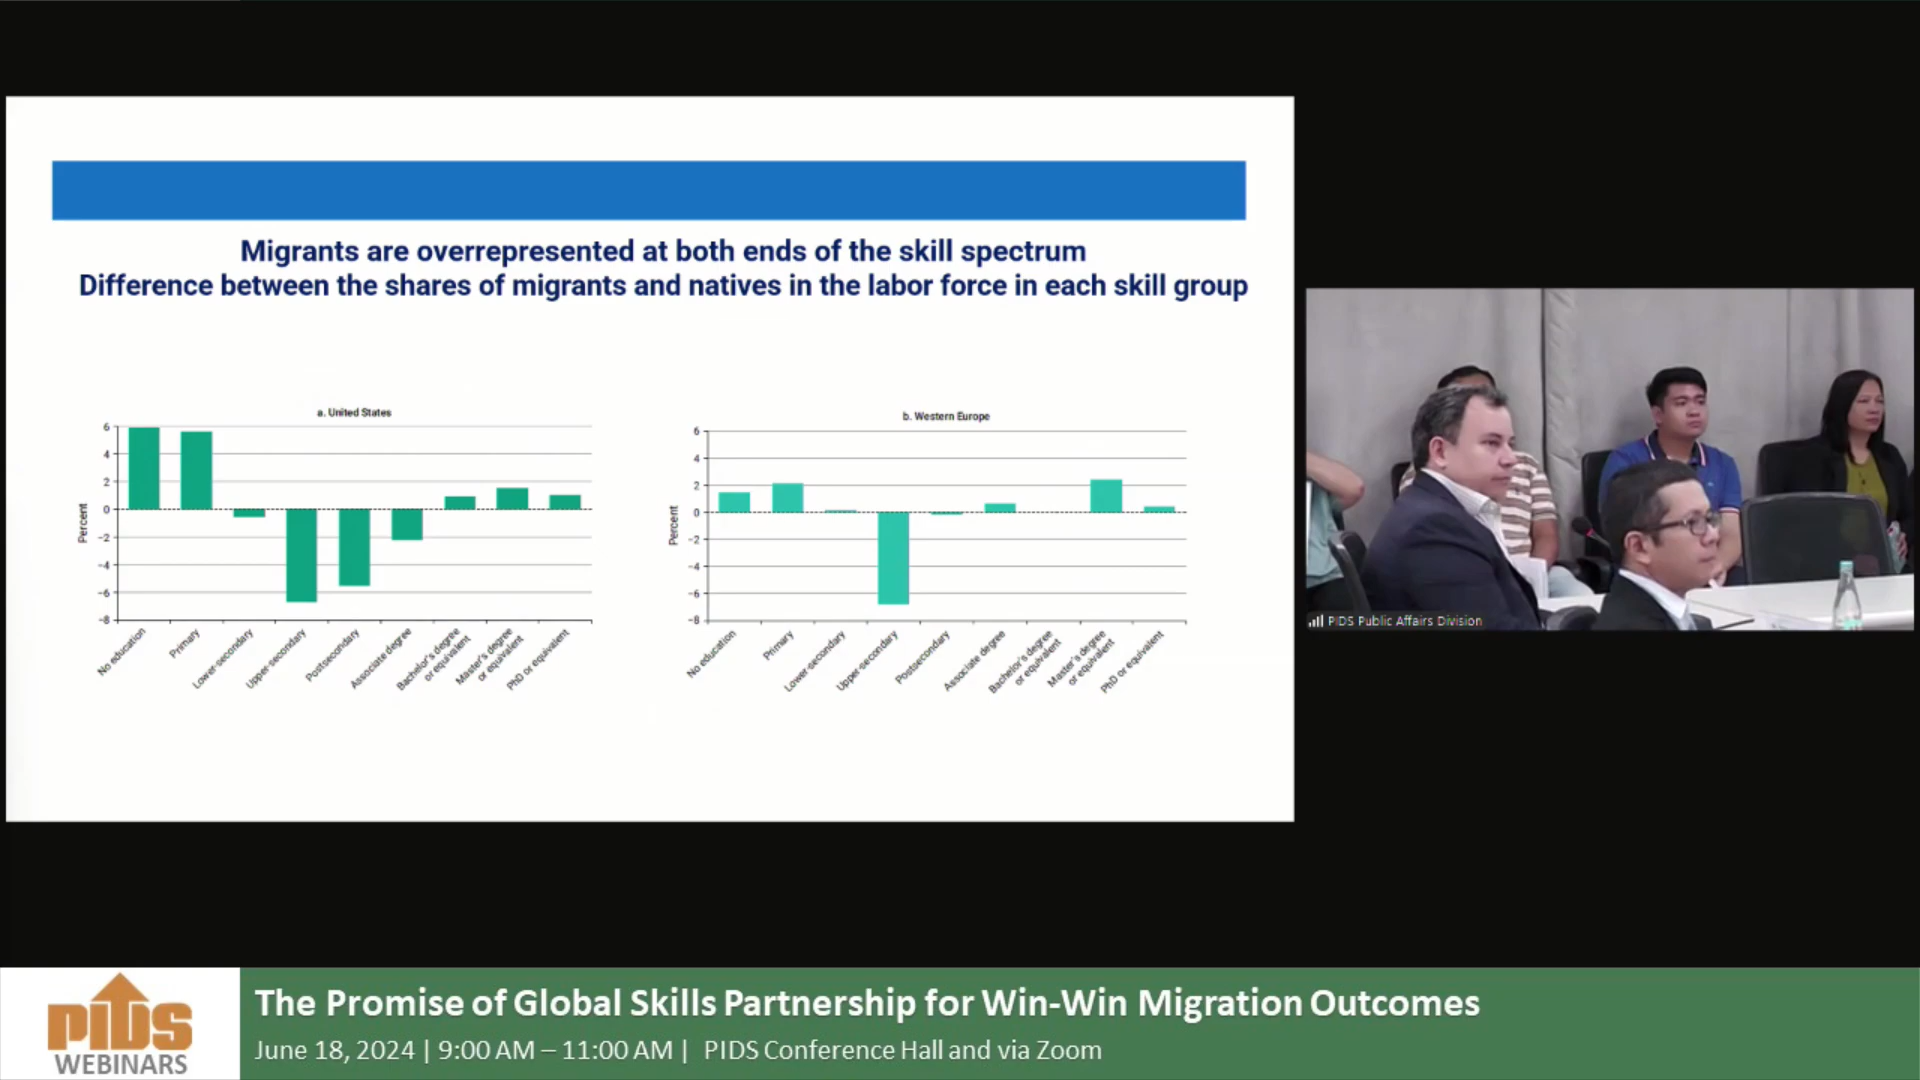 Migrants are overrepresented at both ends of the skill spectrum
Difference between the shares of migrants and natives in the labor force in each skill group
a. United States
Percent
6
4
2
0
−2
−4
−6
−8
No education
Primary
Lower-secondary
Upper-secondary
Postsecondary
Associate degree
Bachelor's degree
or equivalent
Master's degree
or equivalent
PhD or equivalent
b. Western Europe
Percent
6
4
2
0
−2
−4
−6
−8
No education
Primary
Lower-secondary
Upper-secondary
Postsecondary
Associate degree
Bachelor's degree
or equivalent
Master's degree
or equivalent
PhD or equivalent
PIDS Public Affairs Division
PIDS
WEBINARS
The Promise of Global Skills Partnership for Win-Win Migration Outcomes
June 18, 2024 | 9:00 AM – 11:00 AM | PIDS Conference Hall and via Zoom